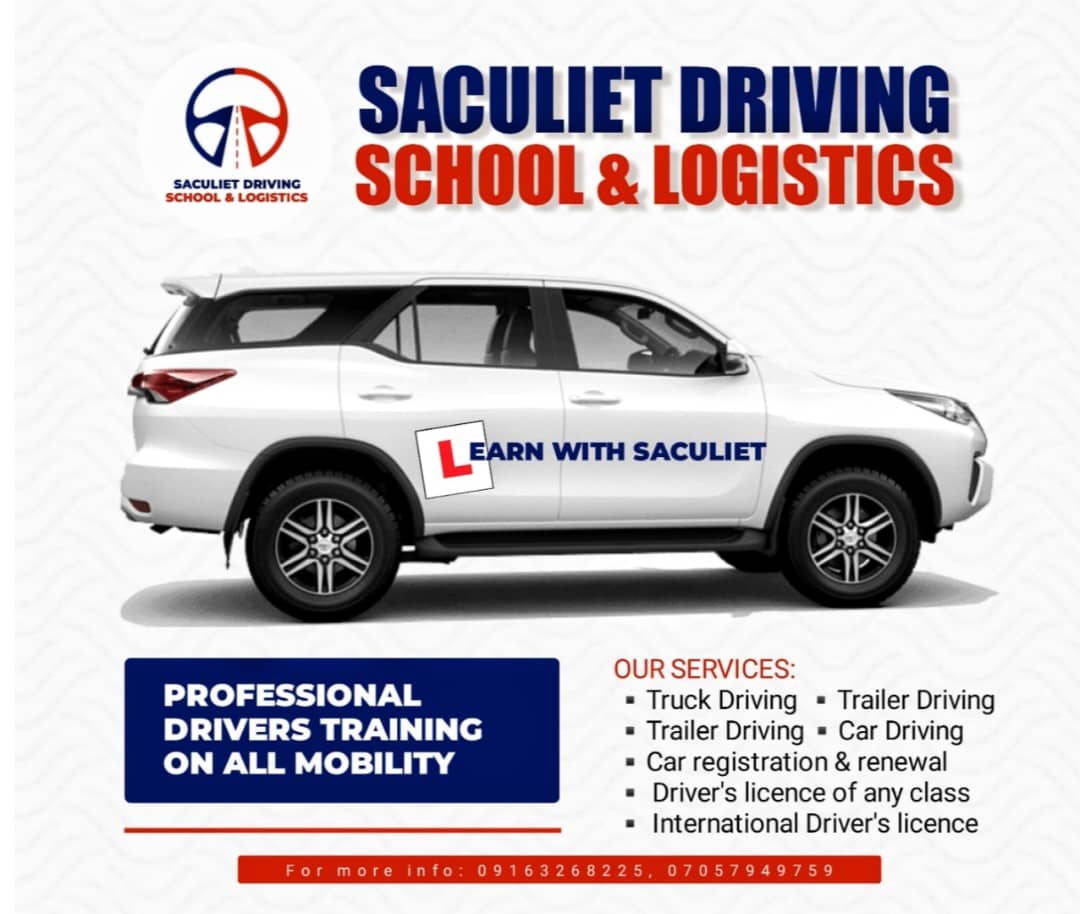 SACULIET DRIVING
SCHOOL & LOGISTICS
SACULIET DRIVING
SCHOOL & LOGISTICS
LEARN WITH SACULIET
PROFESSIONAL
DRIVERS TRAINING
ON ALL MOBILITY
OUR SERVICES:
▪ Truck Driving ▪ Trailer Driving
▪ Trailer Driving ▪ Car Driving
▪ Car registration & renewal
▪ Driver's licence of any class
▪ International Driver's licence
For more info: 09163268225, 07057949759